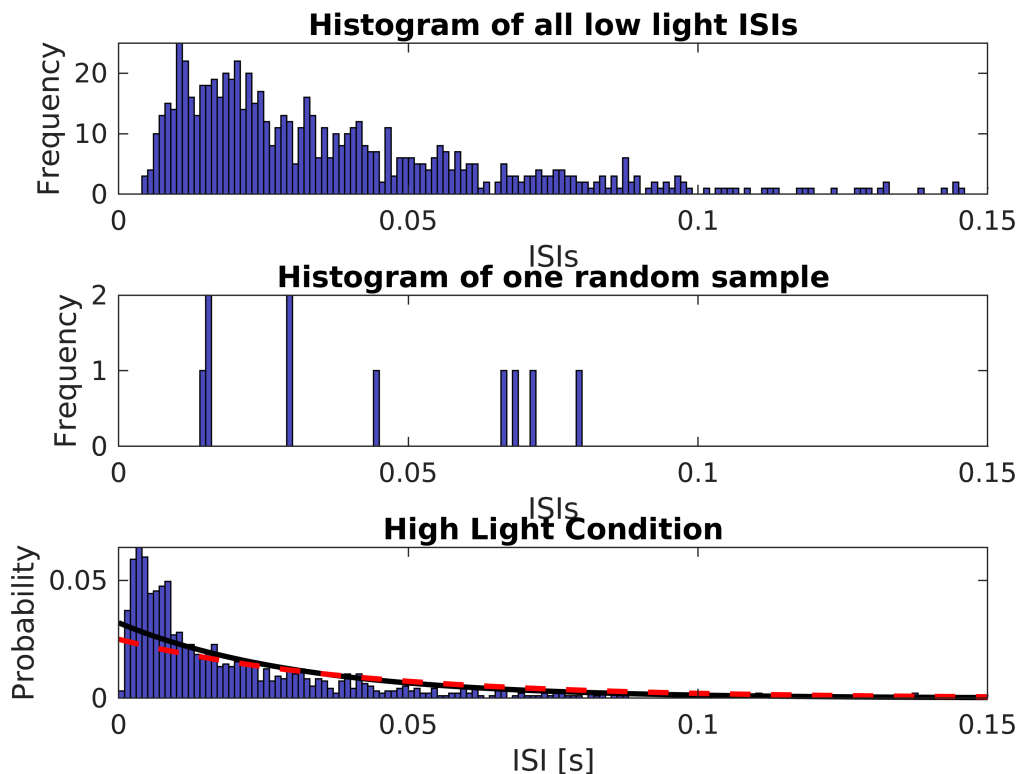 Histogram of all low light ISIs
Frequency
20
10
0
0 0.05 0.1 0.15
ISIs
Histogram of one random sample
Frequency
2
1
0
0 0.05 0.1 0.15
ISIs
High Light Condition
Probability
0.05
0
0 0.05 0.1 0.15
ISI [s]